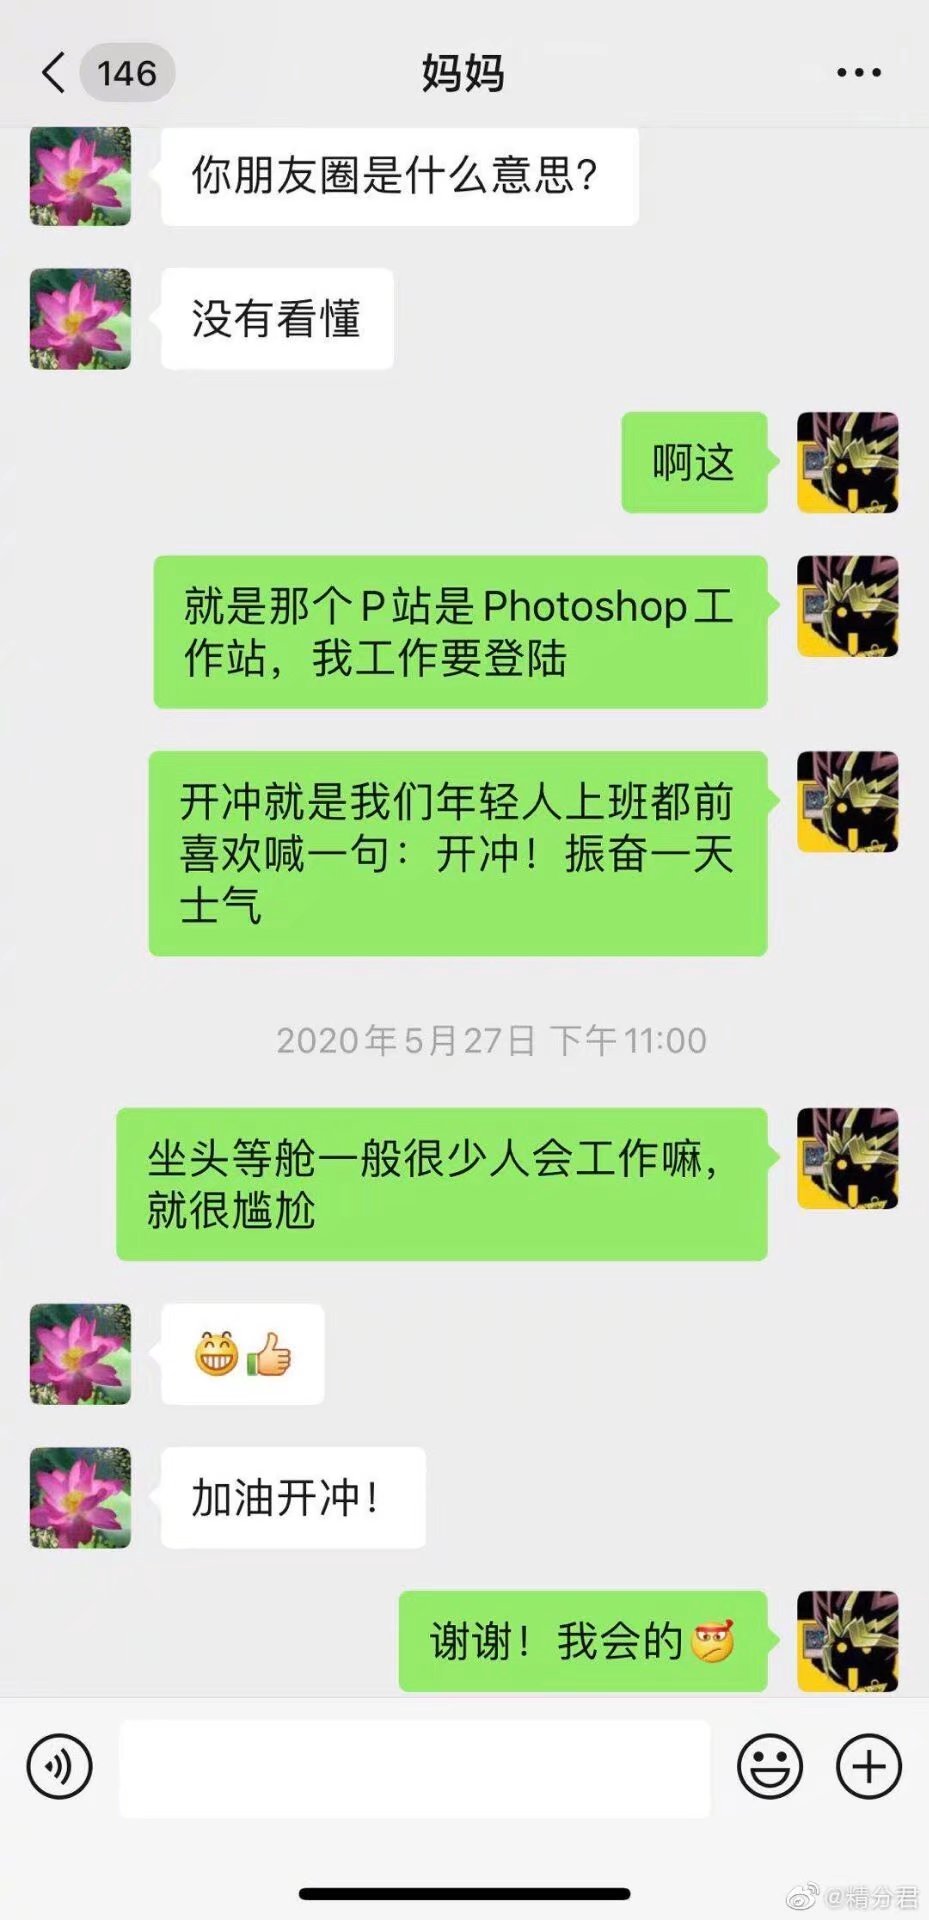 146
妈妈
你朋友圈是什么意思？
没有看懂
啊这
就是那个P站是Photoshop工
作站，我工作要登陆
开冲就是我们年轻人上班都前
喜欢喊一句：开冲！振奋一天
士气
2020年5月27日 下午11:00
坐头等舱一般很少人会工作嘛，
就很尴尬
加油开冲！
谢谢！我会的
@精分君